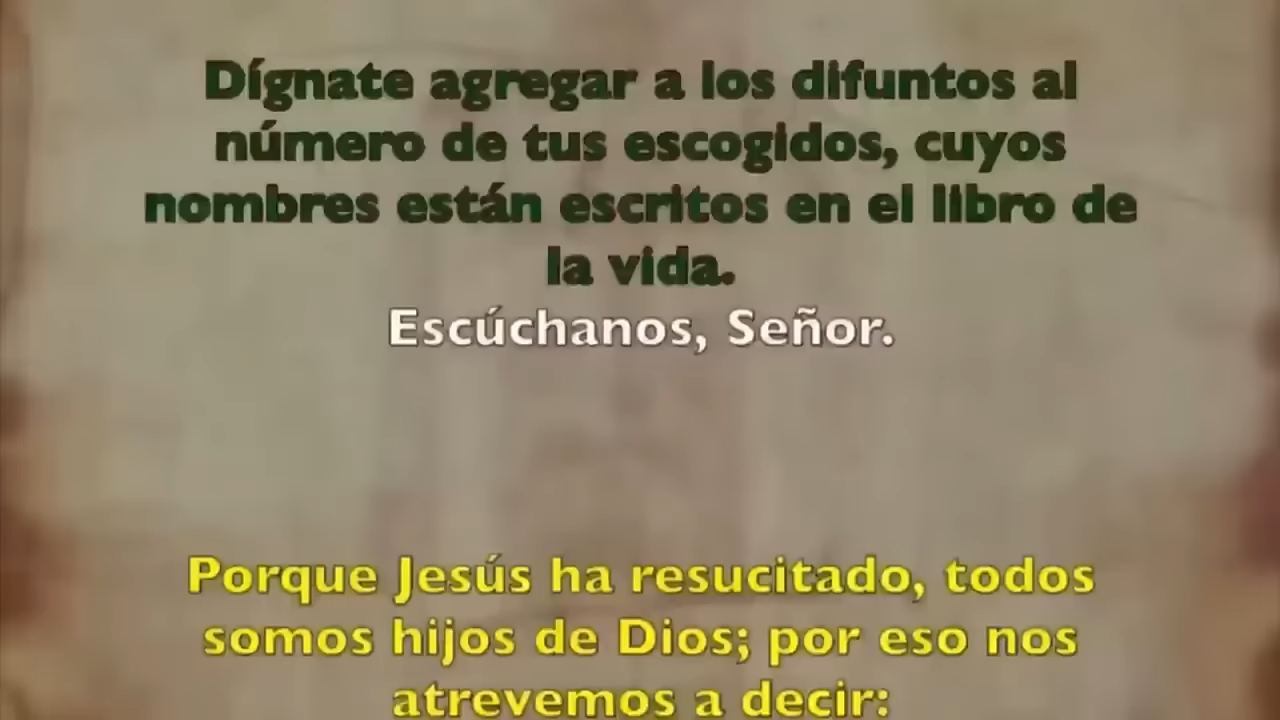 Dígnate agregar a los difuntos al
número de tus escogidos, cuyos
nombres están escritos en el libro de
la vida.
Escúchanos, Señor.
Porque Jesús ha resucitado, todos
somos hijos de Dios; por eso nos
atrevemos a decir: